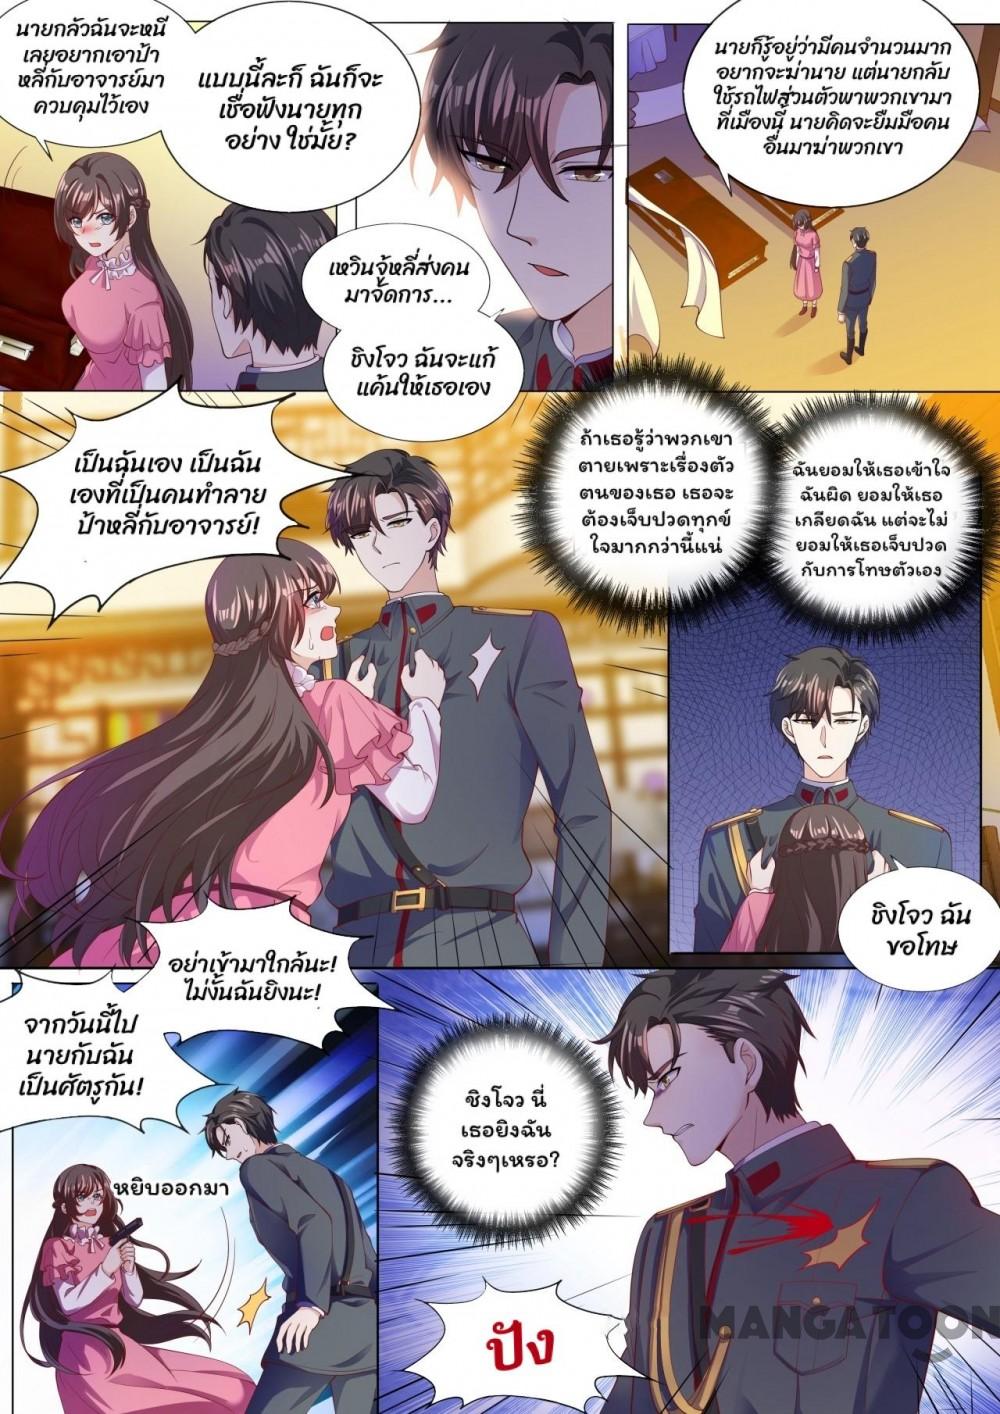 นายกลัวฉันจะหนี
เลยอยากเอาป้า
หลี่กับอาจารย์มา
ควบคุมไว้เอง
แบบนี้ละก็ ฉันก็จะ
เชื่อฟังนายทุก
อย่าง ใช่มั้ย?
เหวินจู้หลี่ส่งคน
มาจัดการ...
ชิงโจว ฉันจะแก้
แค้นให้เธอเอง
นายก็รู้อยู่ว่ามีคนจำนวนมาก
อยากจะฆ่านาย แต่นายกลับ
ใช้รถไฟส่วนตัวพาพวกเขามา
ที่เมืองนี้ นายคิดจะยืมมือคน
อื่นมาฆ่าพวกเขา
เป็นฉันเอง เป็นฉัน
เองที่เป็นคนทำลาย
ป้าหลี่กับอาจารย์!
ถ้าเธอรู้ว่าพวกเขา
ตายเพราะเรื่องตัว
ตนของเธอ เธอจะ
ต้องเจ็บปวดทุกข์
ใจมากกว่านี้แน่
ฉันยอมให้เธอเข้าใจ
ฉันผิด ยอมให้เธอ
เกลียดฉัน แต่จะไม่
ยอมให้เธอเจ็บปวด
กับการโทษตัวเอง
ชิงโจว ฉัน
ขอโทษ
อย่าเข้ามาใกล้นะ!
ไม่งั้นฉันยิงนะ!
จากวันนี้ไป
นายกับฉัน
เป็นศัตรูกัน!
หยิบออกมา
ชิงโจว นี่
เธอยิงฉัน
จริงๆเหรอ?
ปัง
MANGATOON